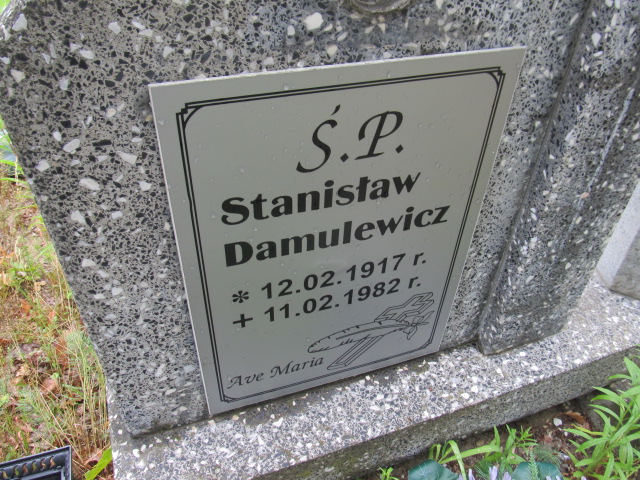 Ś.P.
Stanisław
Damulewicz
* 12.02.1917 r.
+ 11.02.1982 r.
Ave Maria